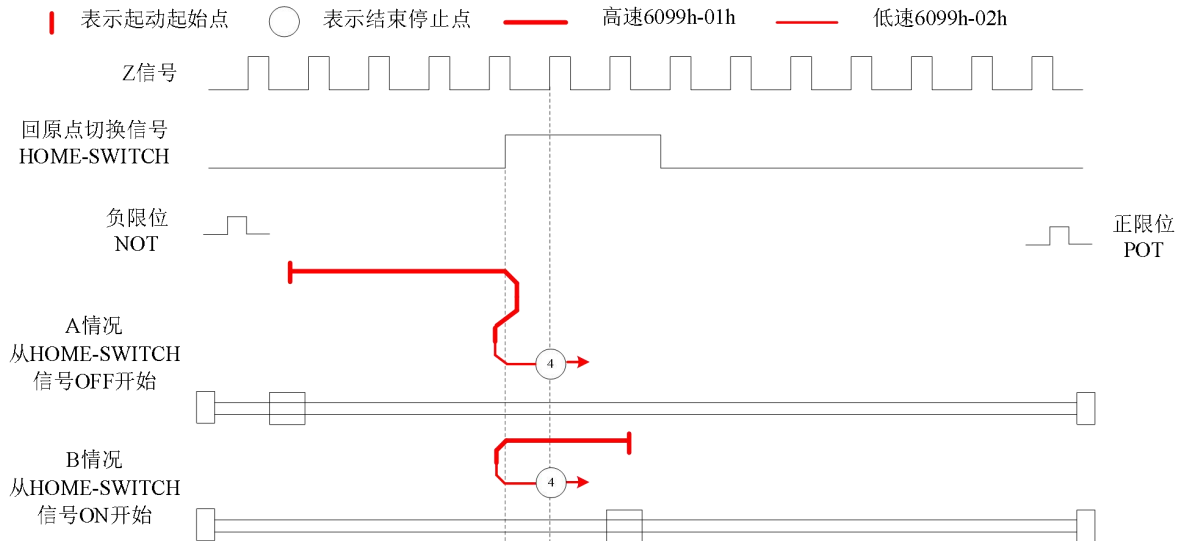 表示起动起始点
表示结束停止点
高速6099h-01h
低速6099h-02h
Z信号
回原点切换信号
HOME-SWITCH
负限位
NOT
正限位
POT
A情况
从HOME-SWITCH
信号OFF开始
4
B情况
从HOME-SWITCH
信号ON开始
4